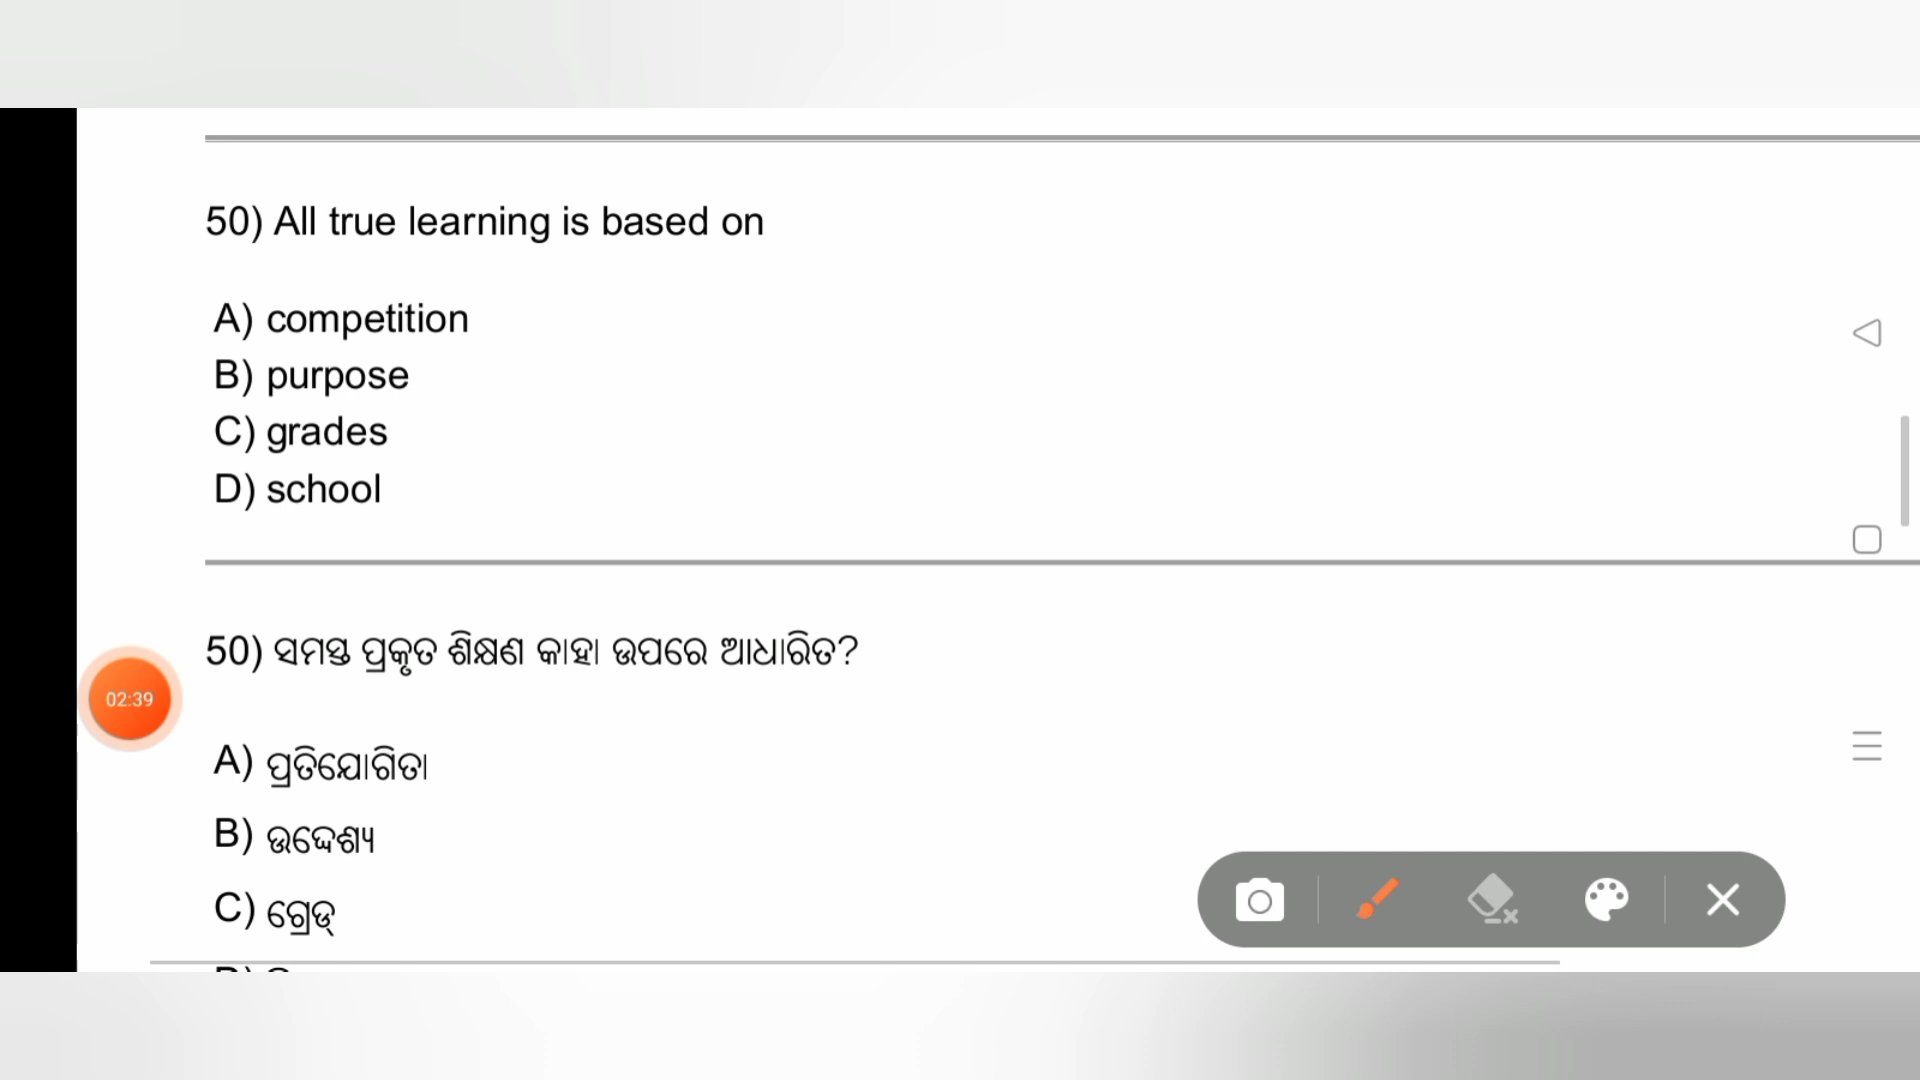 50) All true learning is based on
A) competition
B) purpose
C) grades
D) school
50) ସମସ୍ତ ପ୍ରକୃତ ଶିକ୍ଷଣ କାହା ଉପରେ ଆଧାରିତ?
02:39
A) ପ୍ରତିଯୋଗିତା
B) ଉଦ୍ଦେଶ୍ୟ
C) ଗ୍ରେଡ୍